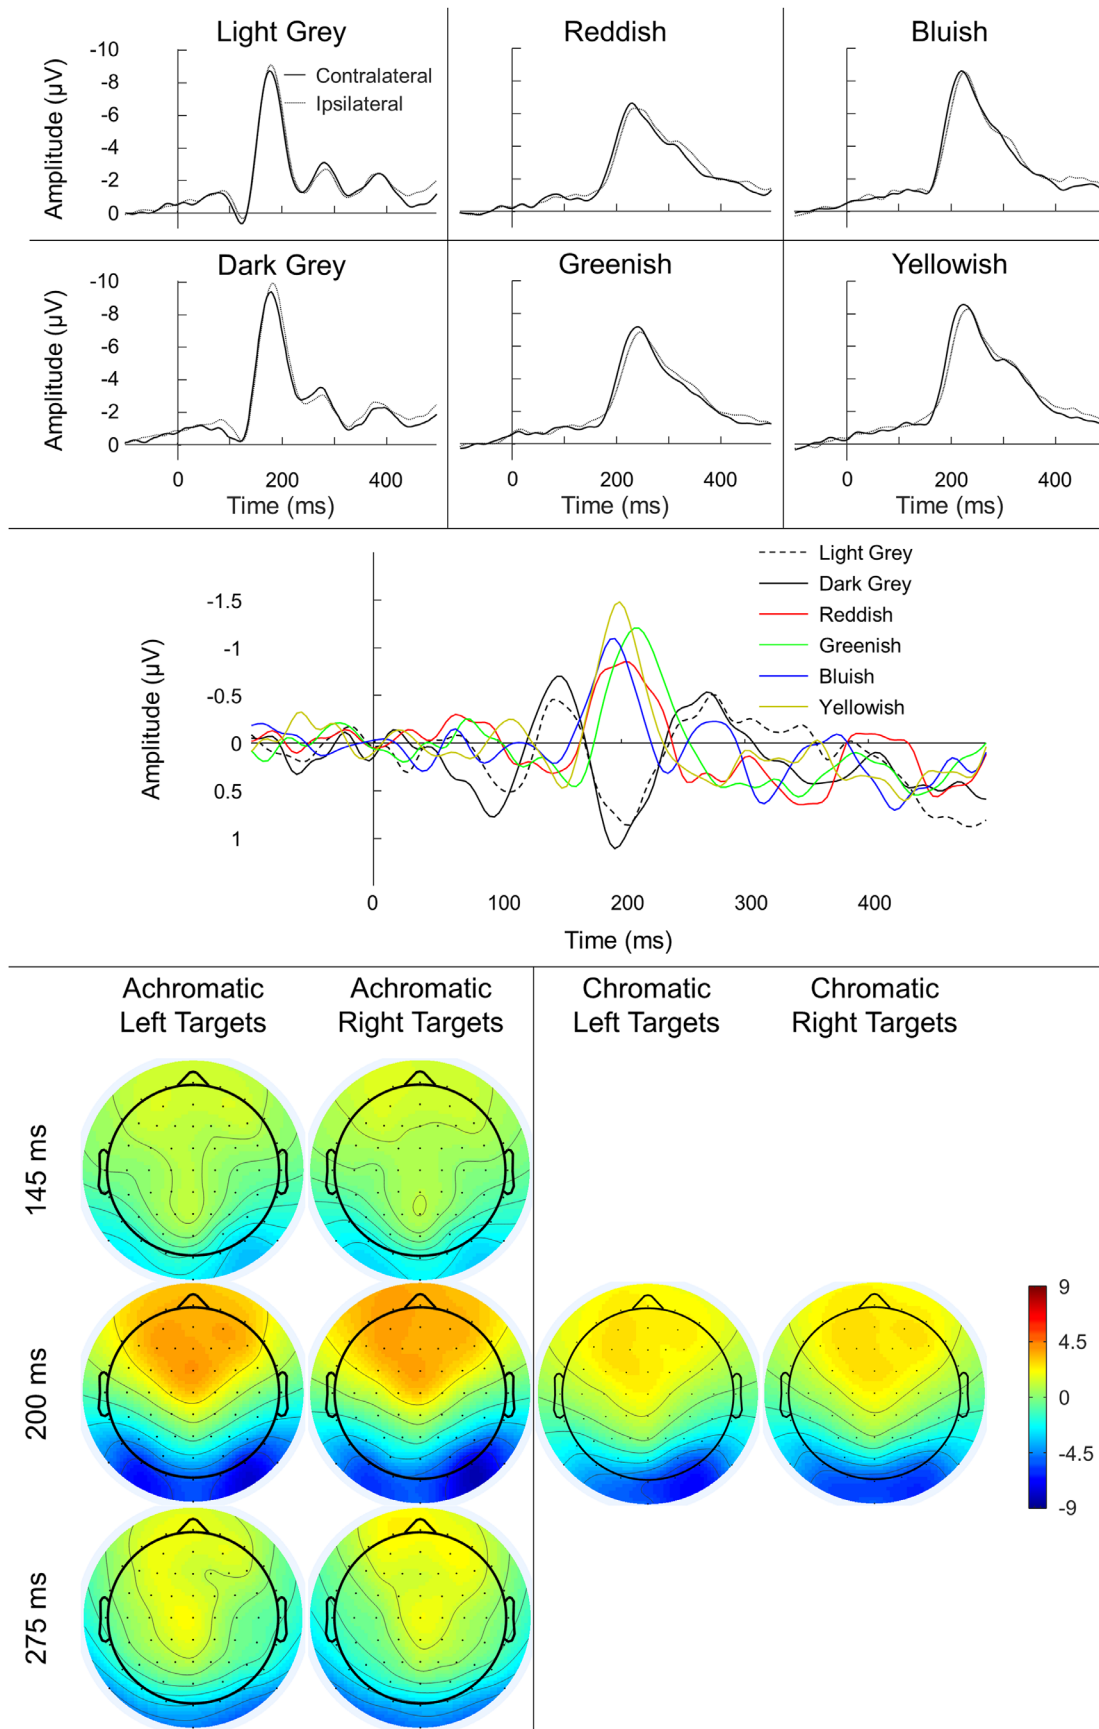 Light Grey
Reddish
Bluish
Amplitude (µV)
-10
-8
-6
-4
-2
0
Contralateral
Ipsilateral
Dark Grey
Greenish
Yellowish
Amplitude (µV)
-10
-8
-6
-4
-2
0
0 200 400
0 200 400
0 200 400
Time (ms)
Time (ms)
Time (ms)
Amplitude (µV)
-1.5
-1
-0.5
0
0.5
1
Light Grey
Dark Grey
Reddish
Greenish
Bluish
Yellowish
0 100 200 300 400
Time (ms)
Achromatic
Left Targets
Achromatic
Right Targets
Chromatic
Left Targets
Chromatic
Right Targets
145 ms
200 ms
275 ms
9
4.5
0
-4.5
-9